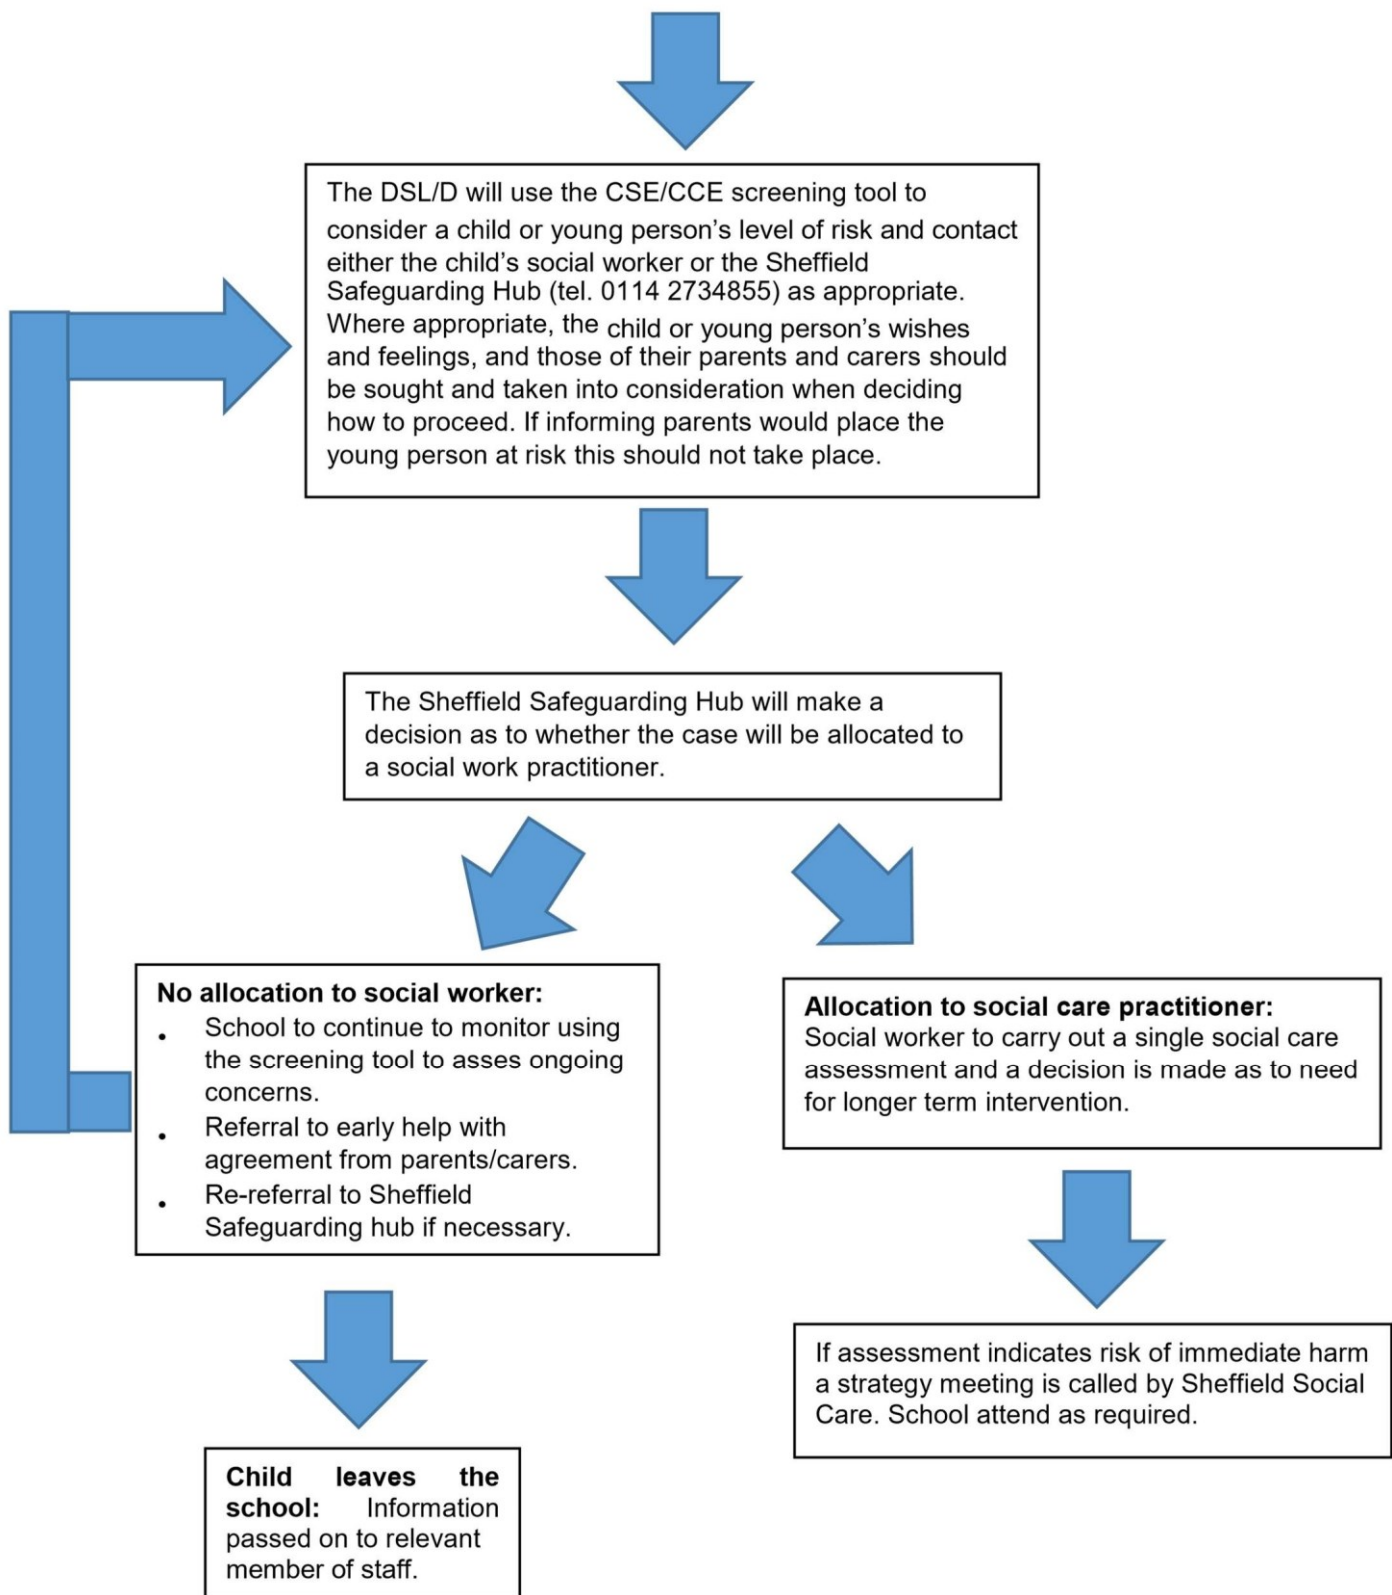 The DSL/D will use the CSE/CCE screening tool to
consider a child or young person’s level of risk and contact
either the child’s social worker or the Sheffield
Safeguarding Hub (tel. 0114 2734855) as appropriate.
Where appropriate, the child or young person’s wishes
and feelings, and those of their parents and carers should
be sought and taken into consideration when deciding
how to proceed. If informing parents would place the
young person at risk this should not take place.
The Sheffield Safeguarding Hub will make a
decision as to whether the case will be allocated to
a social work practitioner.
No allocation to social worker:
• School to continue to monitor using
the screening tool to asses ongoing
concerns.
• Referral to early help with
agreement from parents/carers.
• Re-referral to Sheffield
Safeguarding hub if necessary.
Allocation to social care practitioner:
Social worker to carry out a single social care
assessment and a decision is made as to need
for longer term intervention.
If assessment indicates risk of immediate harm
a strategy meeting is called by Sheffield Social
Care. School attend as required.
Child leaves the
school: Information
passed on to relevant
member of staff.